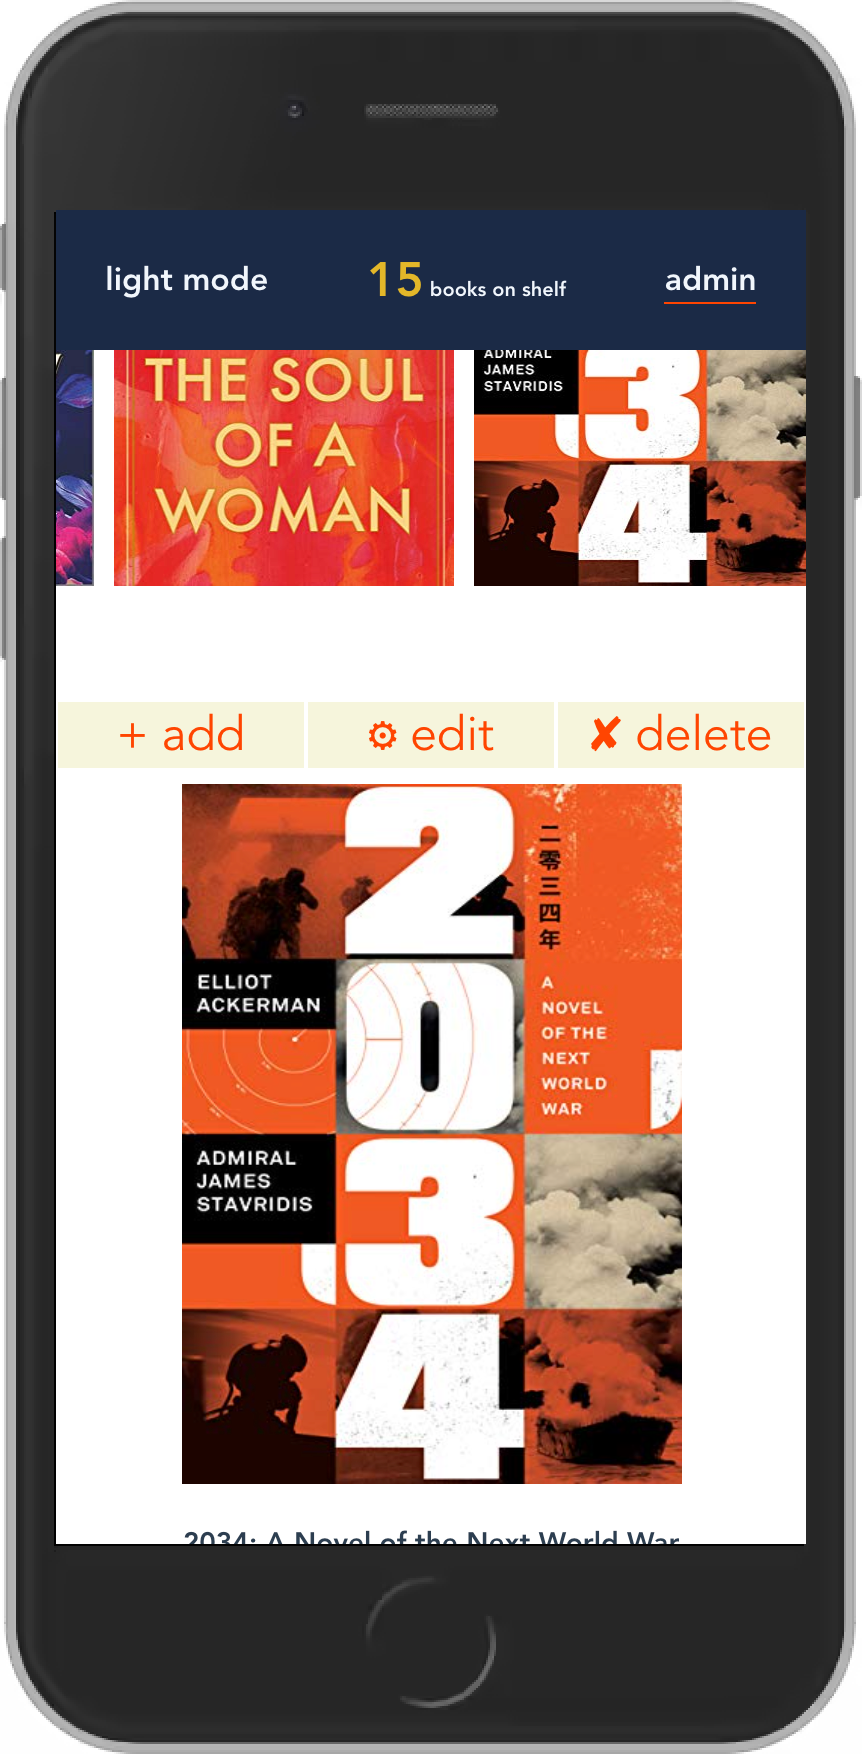 light mode
15 books on shelf
admin
THE SOUL
OF A
WOMAN
ADMIRAL
JAMES
STAVRIDIS
3
4
+ add
⚙ edit
✘ delete
2
二零三四年
ELLIOT
ACKERMAN
0
A
NOVEL
OF THE
NEXT
WORLD
WAR
ADMIRAL
JAMES
STAVRIDIS
3
4
2034: A Novel of the Next World War